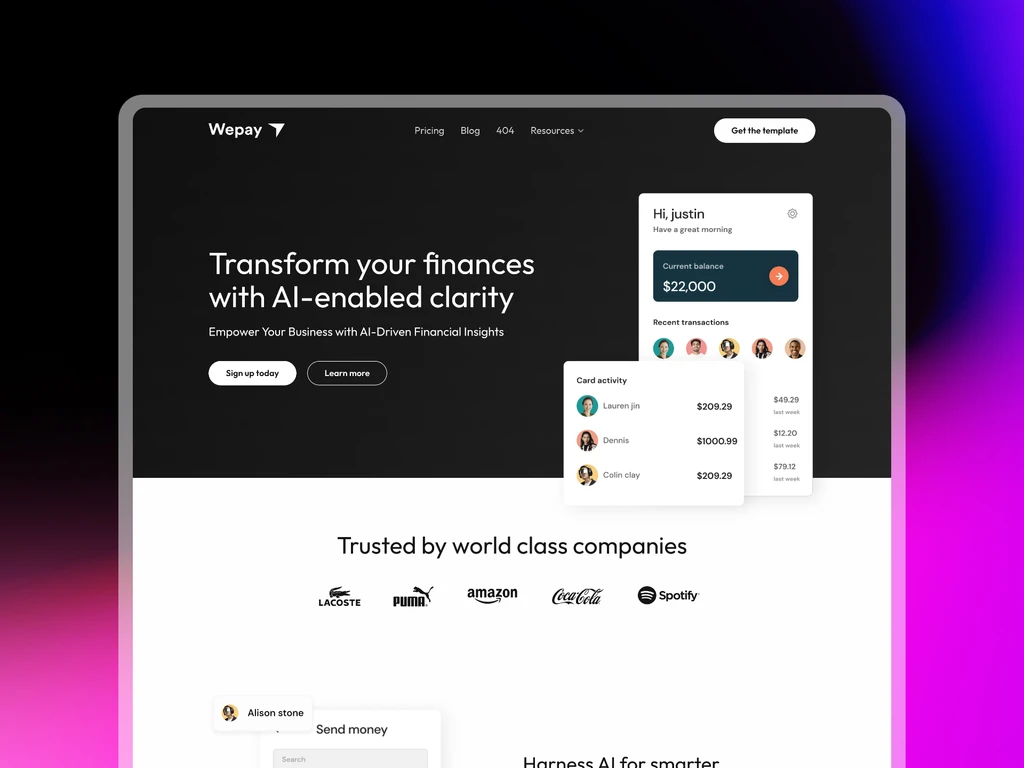 Wepay
Pricing
Blog
404
Resources
Get the template
Transform your finances
with AI-enabled clarity
Empower Your Business with AI-Driven Financial Insights
Sign up today
Learn more
Hi, justin
Have a great morning
Current balance
$22,000
Recent transactions
Card activity
Lauren jin
$209.29
Dennis
$1000.99
Colin clay
$209.29
$49.29
last week
$12.20
last week
$79.12
last week
Trusted by world class companies
LACOSTE
PUMA
amazon
Coca-Cola
Spotify
Alison stone
Send money
Search
Harness AI for smarter